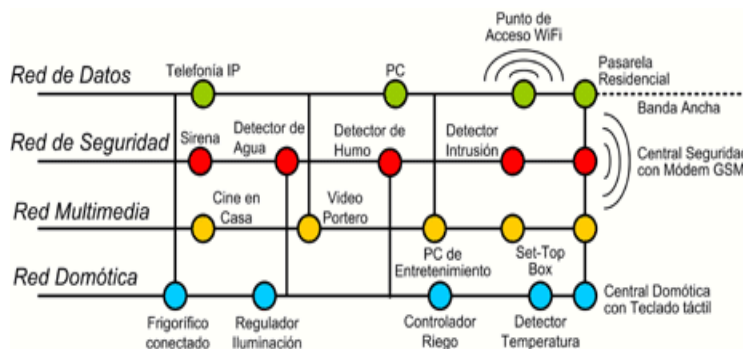 Punto de
Acceso WiFi
Telefonía IP
PC
Pasarela
Residencial
Red de Datos
Banda Ancha
Red de Seguridad
Sirena
Detector de
Agua
Detector de
Humo
Detector
Intrusión
Central Seguridad
con Módem GSM
Red Multimedia
Cine en
Casa
Video
Portero
PC de
Entretenimiento
Set-Top
Box
Red Domótica
Central Domótica
con Teclado táctil
Frigorífico
conectado
Regulador
Iluminación
Controlador
Riego
Detector
Temperatura